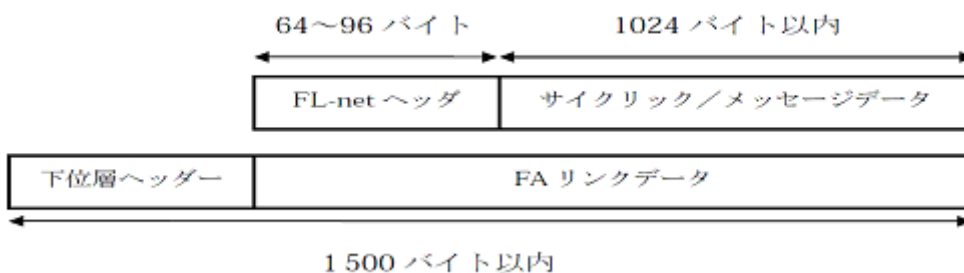 64～96 バイト 1024 バイト以内
FL-net ヘッダ サイクリック／メッセージデータ
下位層ヘッダー FA リンクデータ
1 500 バイト以内